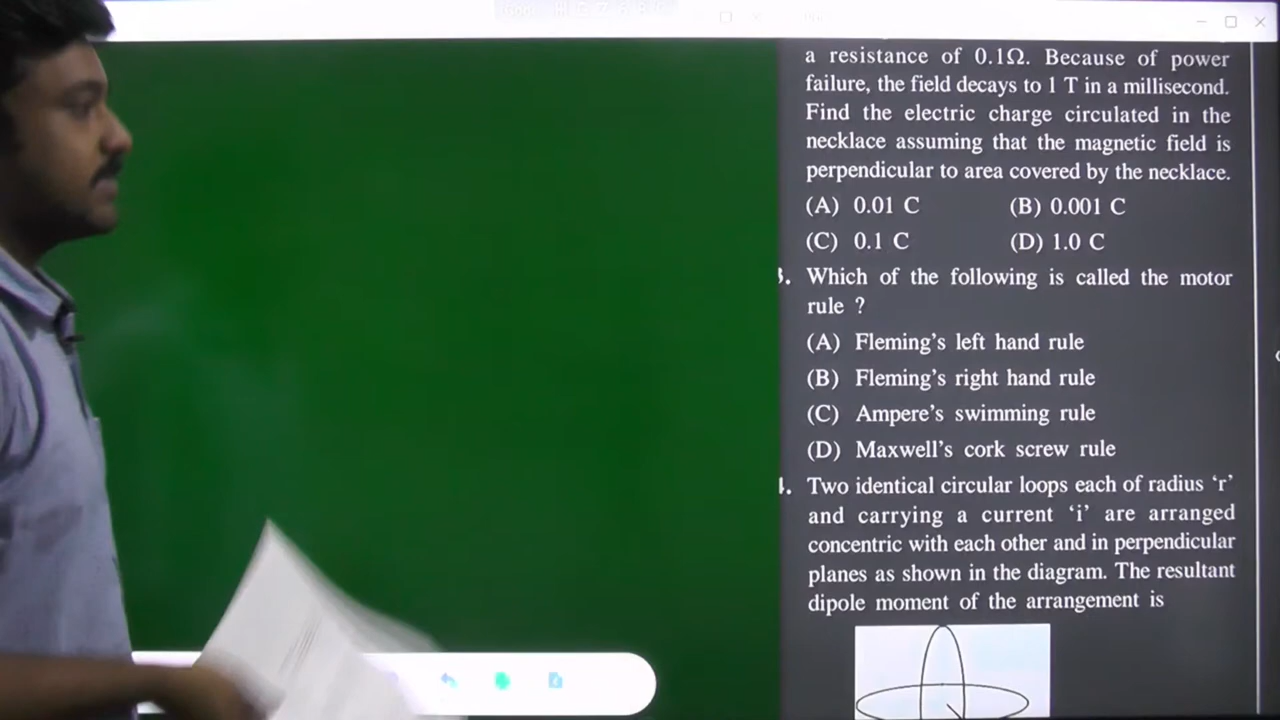 a resistance of 0.1Ω. Because of power
failure, the field decays to 1 T in a millisecond.
Find the electric charge circulated in the
necklace assuming that the magnetic field is
perpendicular to area covered by the necklace.
(A) 0.01 C (B) 0.001 C
(C) 0.1 C (D) 1.0 C
3. Which of the following is called the motor
rule ?
(A) Fleming's left hand rule
(B) Fleming's right hand rule
(C) Ampere's swimming rule
(D) Maxwell's cork screw rule
4. Two identical circular loops each of radius 'r'
and carrying a current 'i' are arranged
concentric with each other and in perpendicular
planes as shown in the diagram. The resultant
dipole moment of the arrangement is